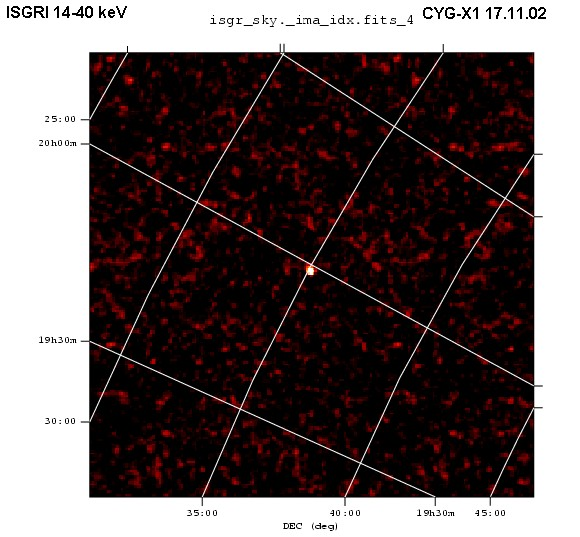 ISGRI 14-40 keV
isgr_sky._ima_idx.fits_4
CYG-X1 17.11.02
25:00
20h00m
19h30m
30:00
35:00
40:00
19h30m
45:00
DEC (deg)